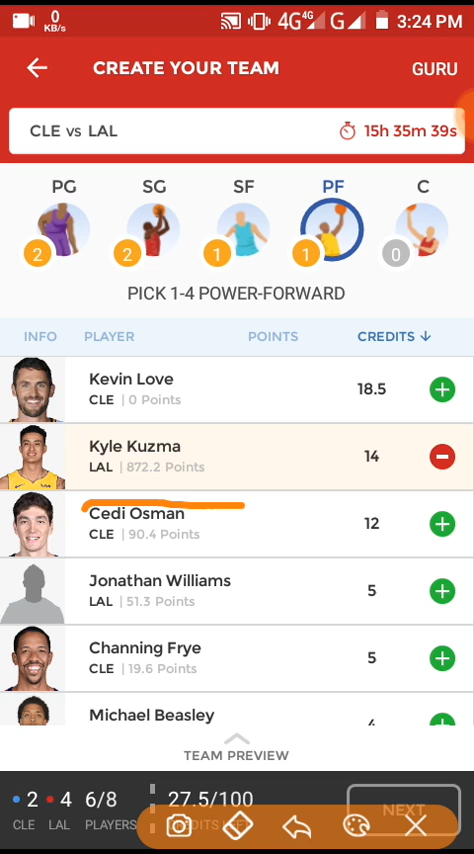 0 KB/s 4G 4G G 3:24 PM
CREATE YOUR TEAM GURU
CLE vs LAL 15h 35m 39s
PG SG SF PF C
2 2 1 1 0
PICK 1-4 POWER-FORWARD
INFO PLAYER POINTS CREDITS ↓
Kevin Love
CLE | 0 Points 18.5
Kyle Kuzma
LAL | 872.2 Points 14
Cedi Osman
CLE | 90.4 Points 12
Jonathan Williams
LAL | 51.3 Points 5
Channing Frye
CLE | 19.6 Points 5
Michael Beasley
TEAM PREVIEW
2 4 6/8 27.5/100 NEXT
CLE LAL PLAYERS CREDITS LEFT